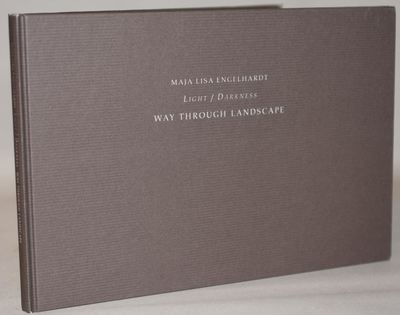 MAJA LISA ENGELHARDT
LIGHT / DARKNESS
WAY THROUGH LANDSCAPE